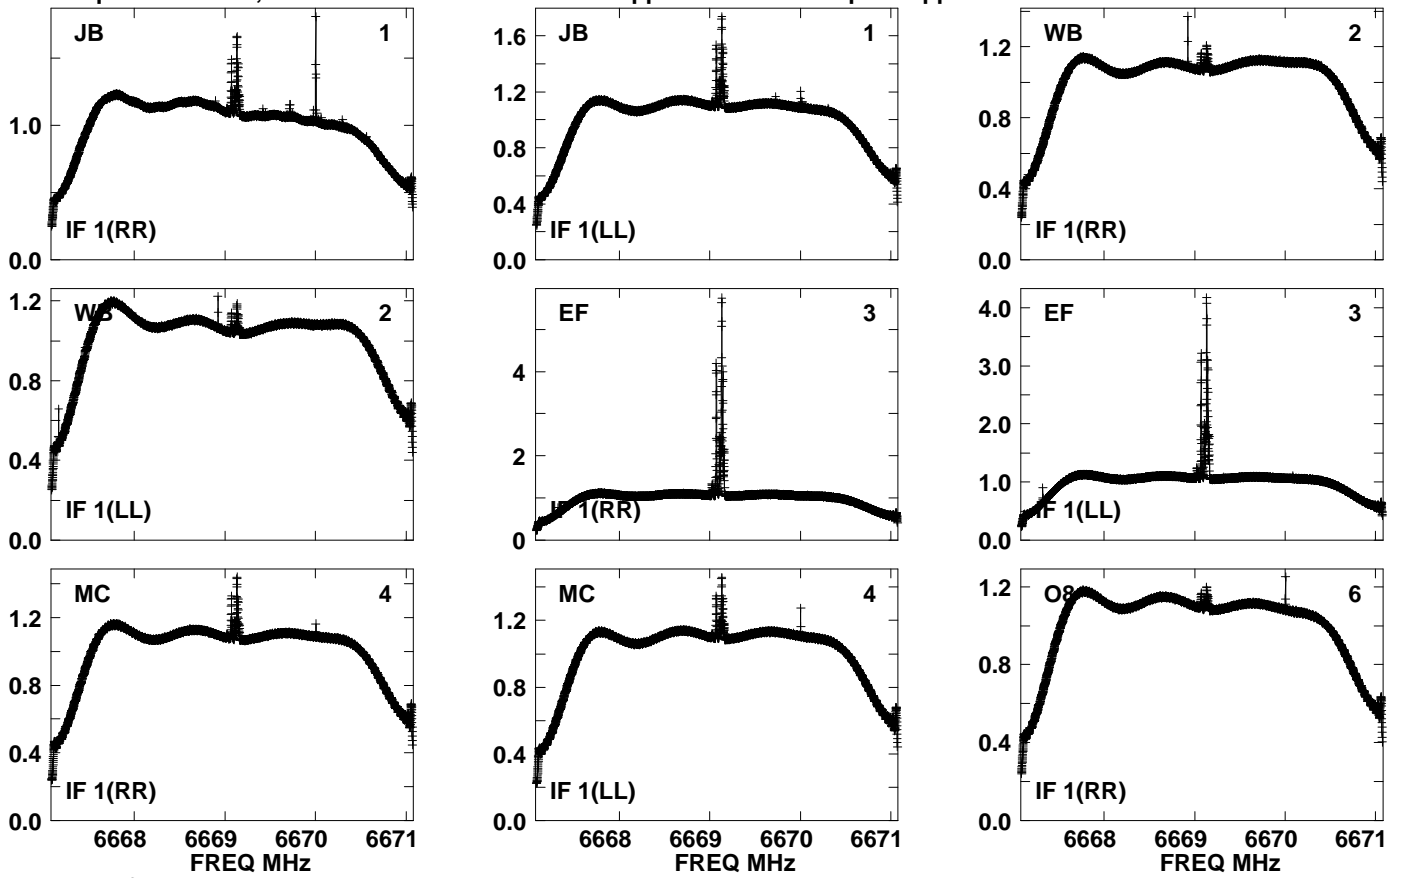 JB 1
1.0
0.0
IF 1(RR)
JB 1
1.6
1.2
0.8
0.4
0.0
IF 1(LL)
WB 2
1.2
0.8
0.4
0.0
IF 1(RR)
WB 2
1.2
0.8
0.4
0.0
IF 1(LL)
EF 3
4
2
0
IF 1(RR)
EF 3
4.0
3.0
2.0
1.0
0.0
IF 1(LL)
MC 4
1.2
0.8
0.4
0.0
IF 1(RR)
6668 6669 6670 6671
FREQ MHz
MC 4
1.2
0.8
0.4
0.0
IF 1(LL)
6668 6669 6670 6671
FREQ MHz
O8 6
1.2
0.8
0.4
0.0
IF 1(RR)
6668 6669 6670 6671
FREQ MHz